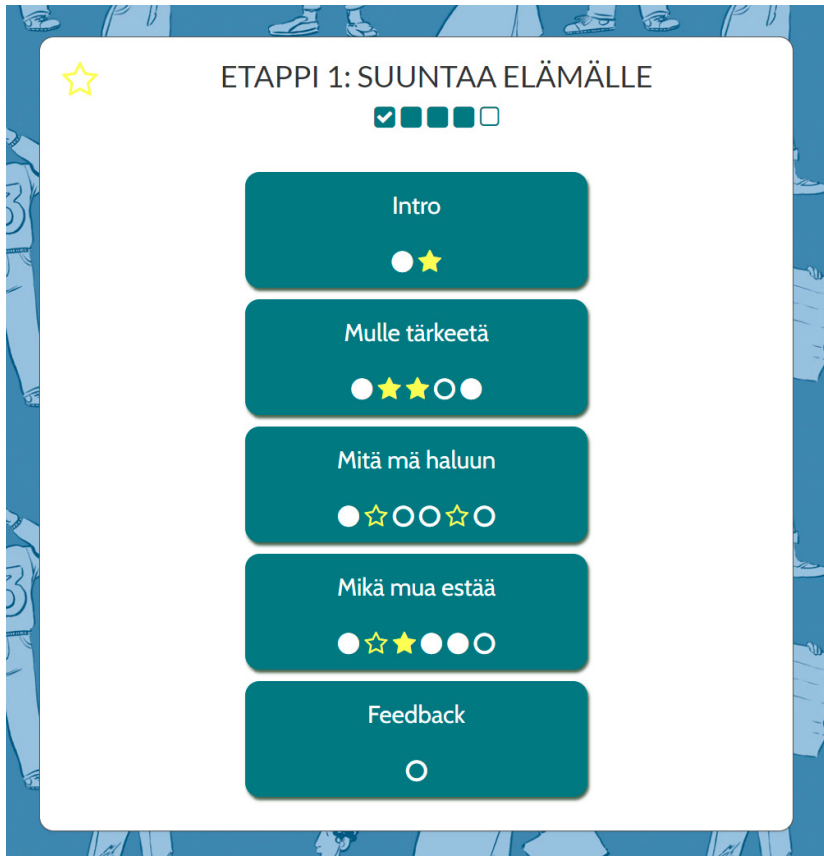 ETAPPI 1: SUUNTAA ELÄMÄLLE
Intro
Mulle tärkeetä
Mitä mä haluun
Mikä mua estää
Feedback